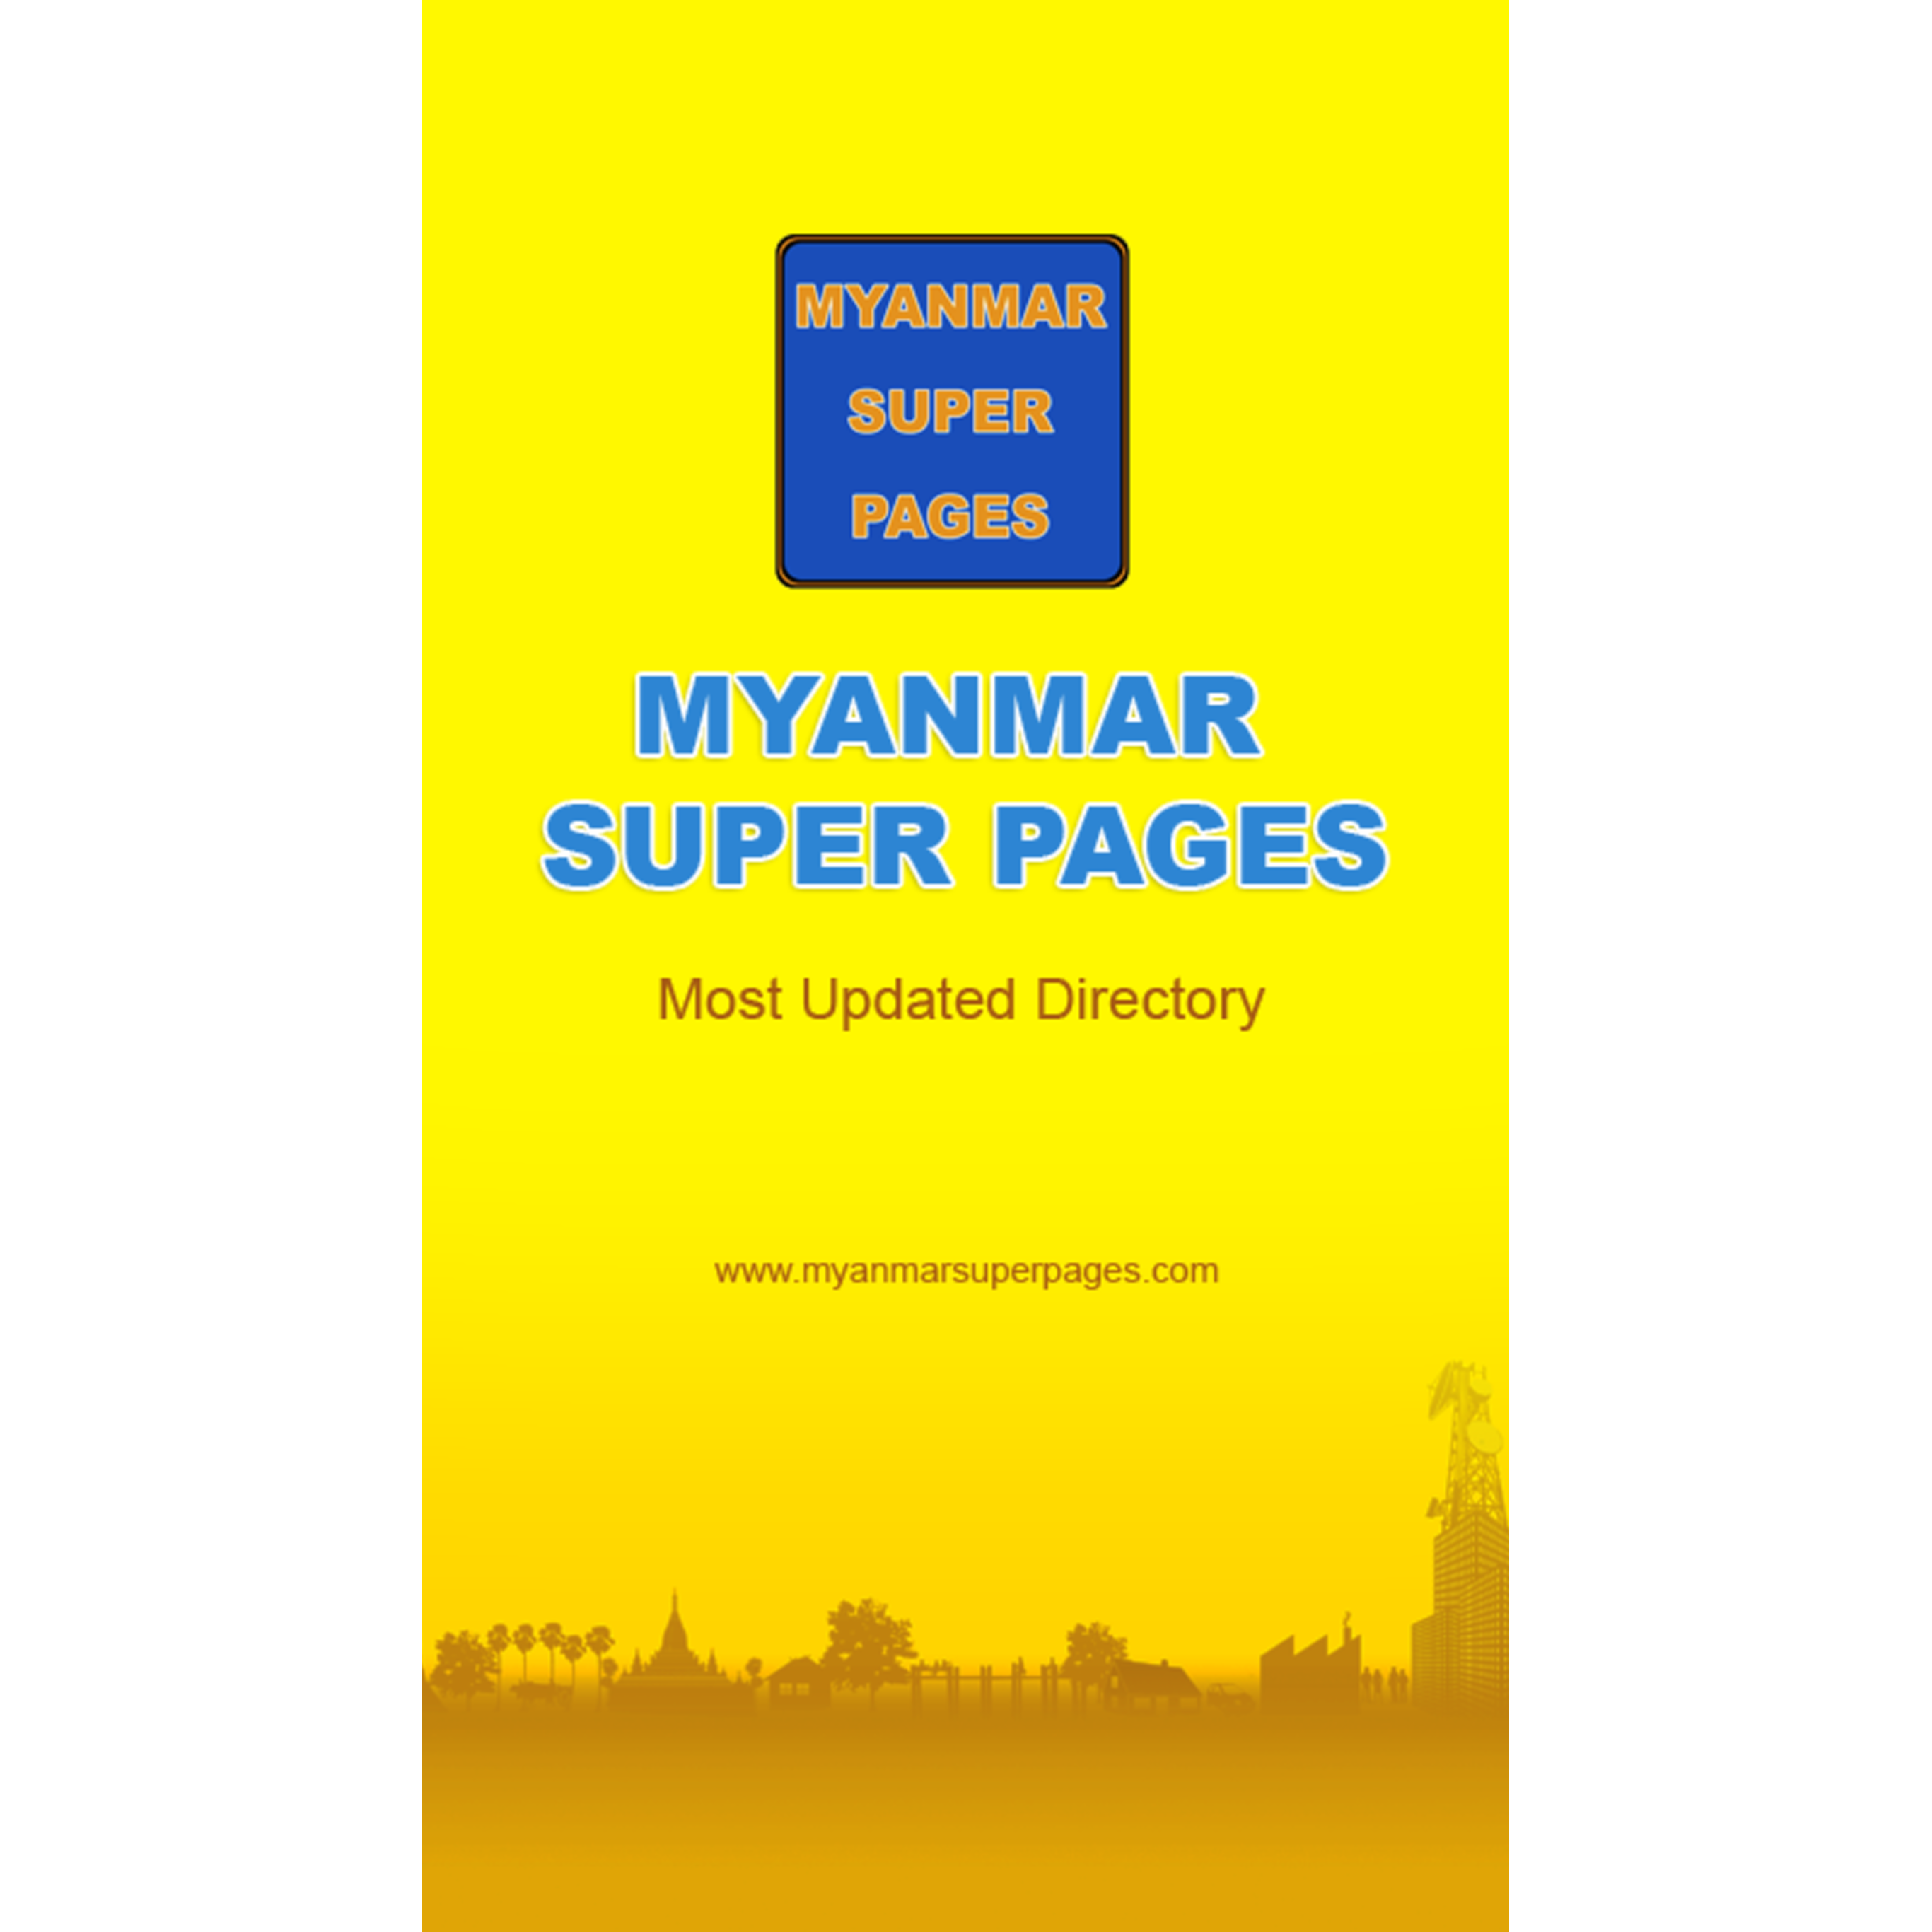 MYANMAR
SUPER
PAGES
MYANMAR
SUPER PAGES
Most Updated Directory
www.myanmarsuperpages.com